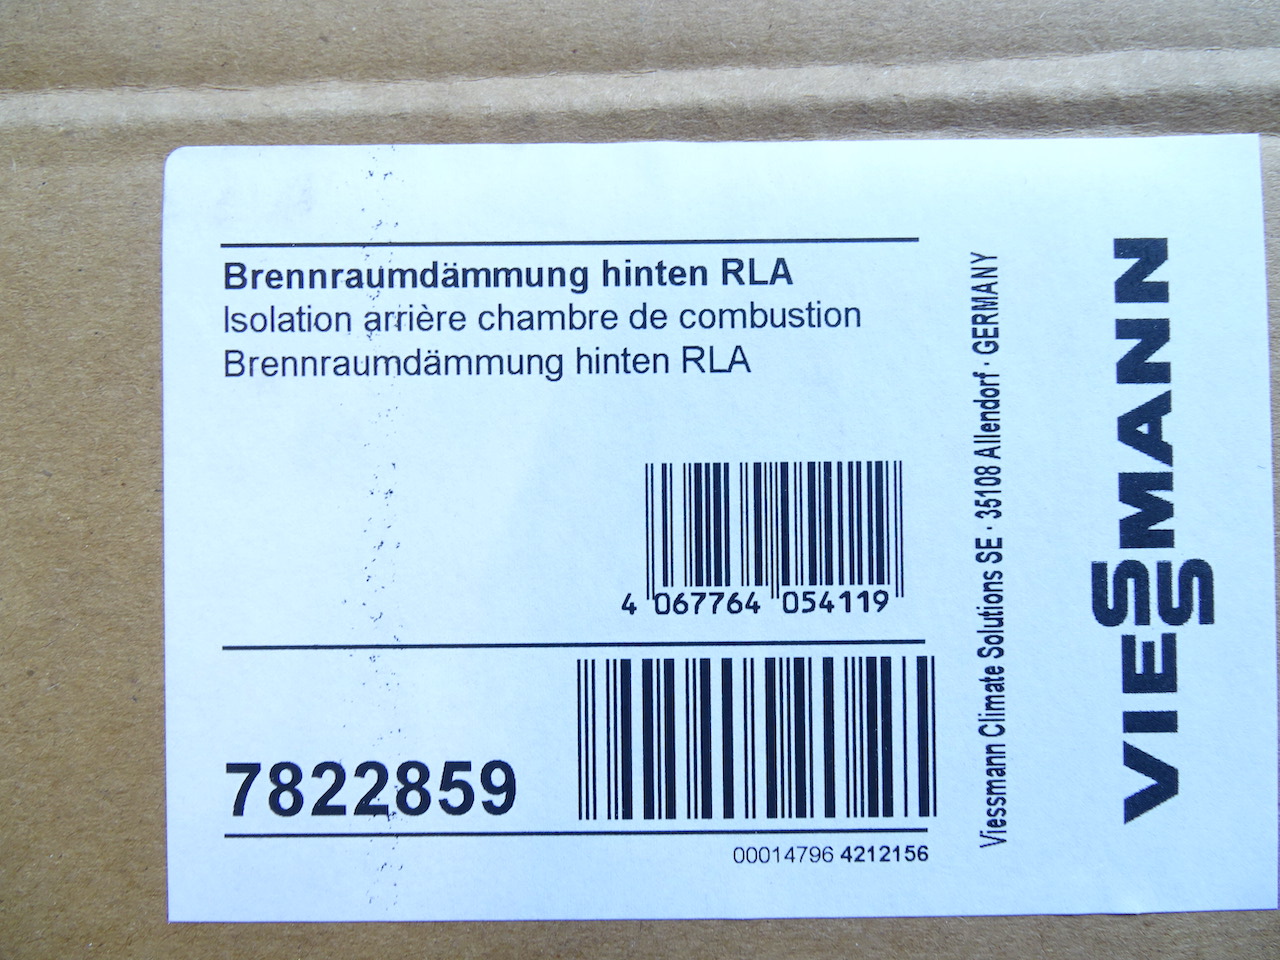 Brennraumdämmung hinten RLA
Isolation arrière chambre de combustion
Brennraumdämmung hinten RLA
4 067764 054119
7822859
00014796 4212156
Viessmann Climate Solutions SE · 35108 Allendorf · GERMANY
VIESSMANN